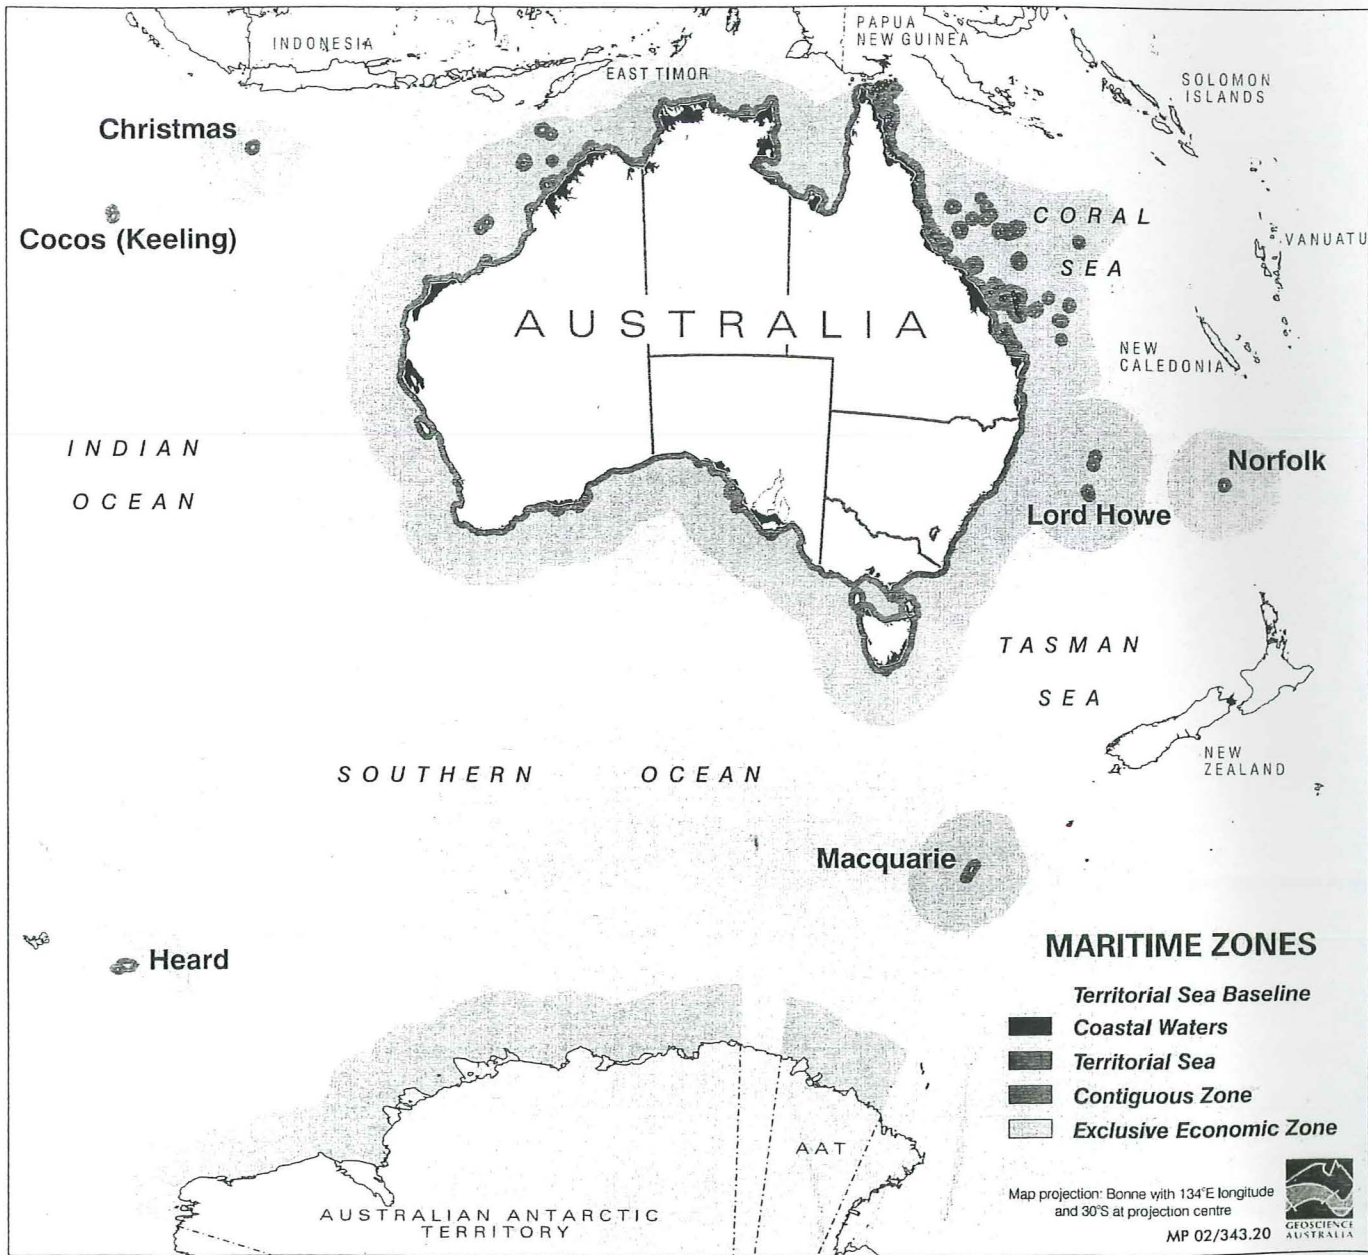 INDONESIA
PAPUA
NEW GUINEA
EAST TIMOR
SOLOMON
ISLANDS
Christmas
Cocos (Keeling)
CORAL
SEA
VANUATU
AUSTRALIA
NEW
CALEDONIA
INDIAN
OCEAN
Norfolk
Lord Howe
TASMAN
SEA
NEW
ZEALAND
SOUTHERN OCEAN
Macquarie
Heard
MARITIME ZONES
Territorial Sea Baseline
Coastal Waters
Territorial Sea
Contiguous Zone
Exclusive Economic Zone
AAT
AUSTRALIAN ANTARCTIC
TERRITORY
Map projection: Bonne with 134°E longitude
and 30°S at projection centre
MP 02/343.20
GEOSCIENCE
AUSTRALIA